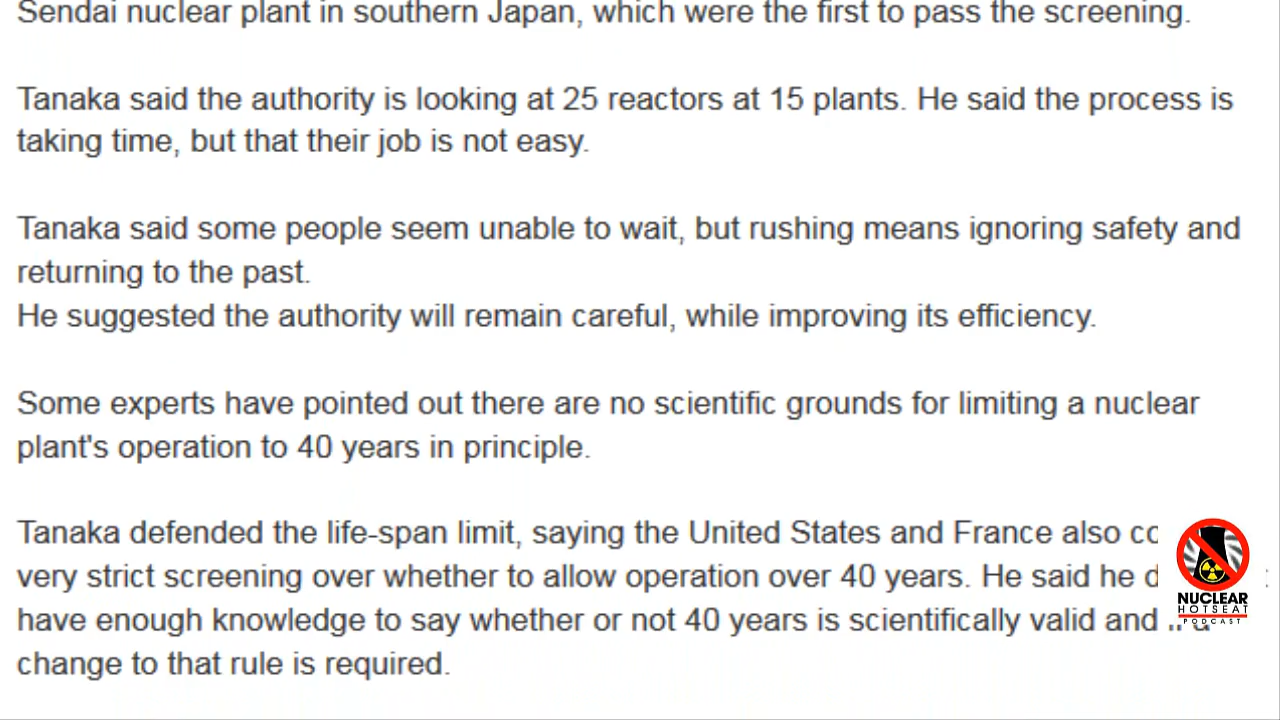 Sendai nuclear plant in southern Japan, which were the first to pass the screening.
Tanaka said the authority is looking at 25 reactors at 15 plants. He said the process is
taking time, but that their job is not easy.
Tanaka said some people seem unable to wait, but rushing means ignoring safety and
returning to the past.
He suggested the authority will remain careful, while improving its efficiency.
Some experts have pointed out there are no scientific grounds for limiting a nuclear
plant's operation to 40 years in principle.
Tanaka defended the life-span limit, saying the United States and France also
very strict screening over whether to allow operation over 40 years. He said he
have enough knowledge to say whether or not 40 years is scientifically valid and
change to that rule is required.
NUCLEAR
HOTSEAT
PODCAST